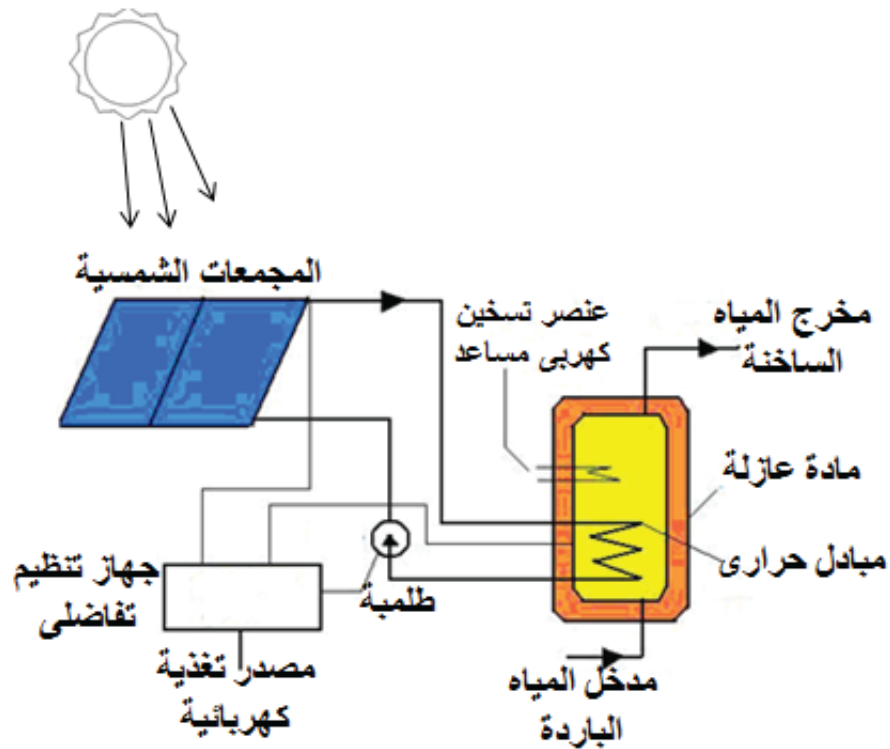 المجمعات الشمسية
عنصر تسخين
كهربى مساعد
مخرج المياه
الساخنة
مادة عازلة
مبادل حرارى
جهاز تنظيم
تفاضلى
طلمبة
مصدر تغذية
كهربائية
مدخل المياه
الباردة